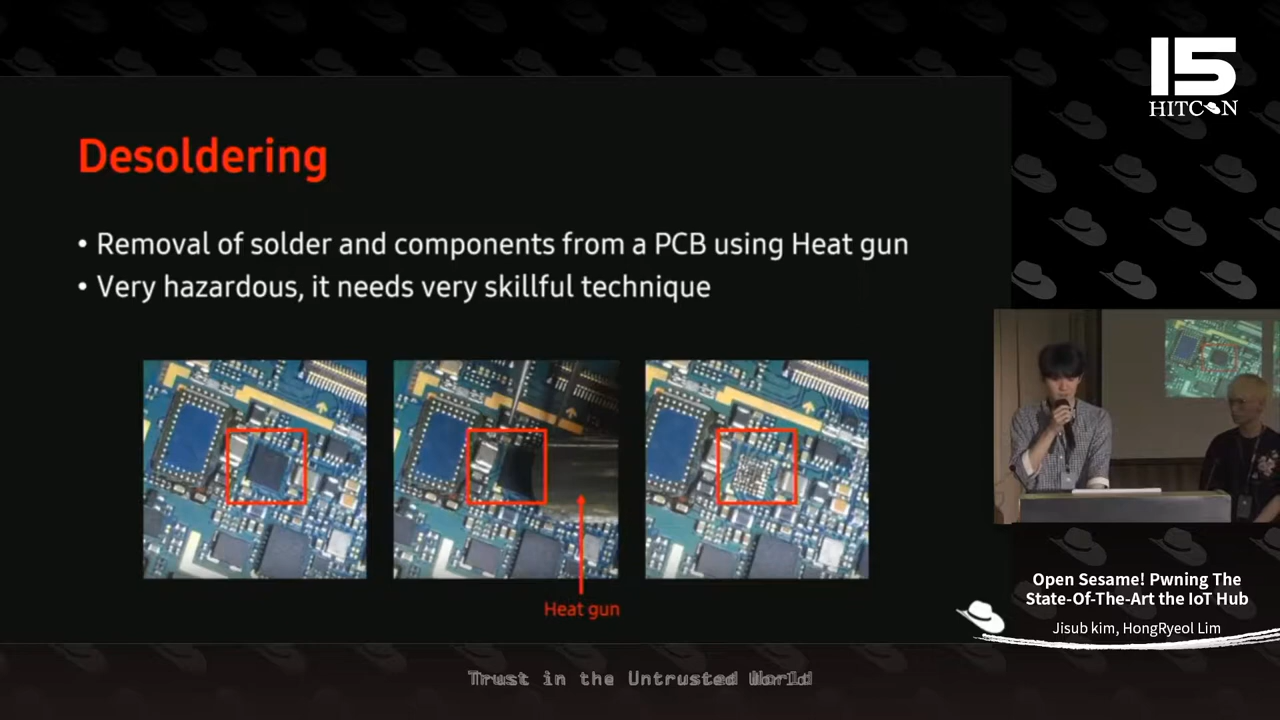 15
HITCON
Desoldering
• Removal of solder and components from a PCB using Heat gun
• Very hazardous, it needs very skillful technique
Heat gun
Open Sesame! Pwning The
State-Of-The-Art the IoT Hub
Jisub kim, HongRyeol Lim
Trust in the Untrusted World